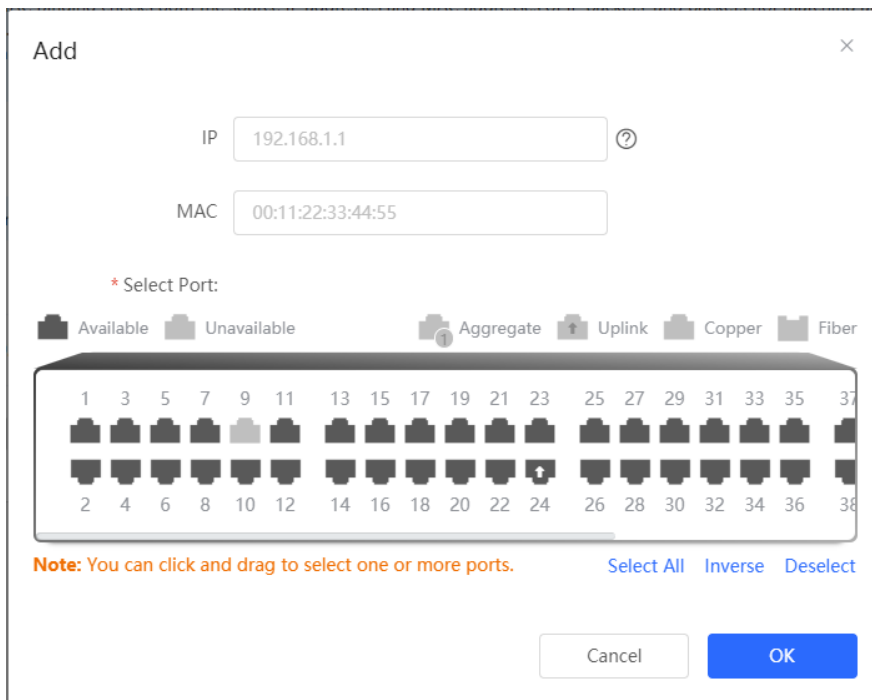 Add
IP 192.168.1.1
MAC 00:11:22:33:44:55
* Select Port:
Available Unavailable Aggregate Uplink Copper Fiber
1
1 3 5 7 9 11 13 15 17 19 21 23 25 27 29 31 33 35 37
2 4 6 8 10 12 14 16 18 20 22 24 26 28 30 32 34 36 38
Note: You can click and drag to select one or more ports. Select All Inverse Deselect
Cancel OK